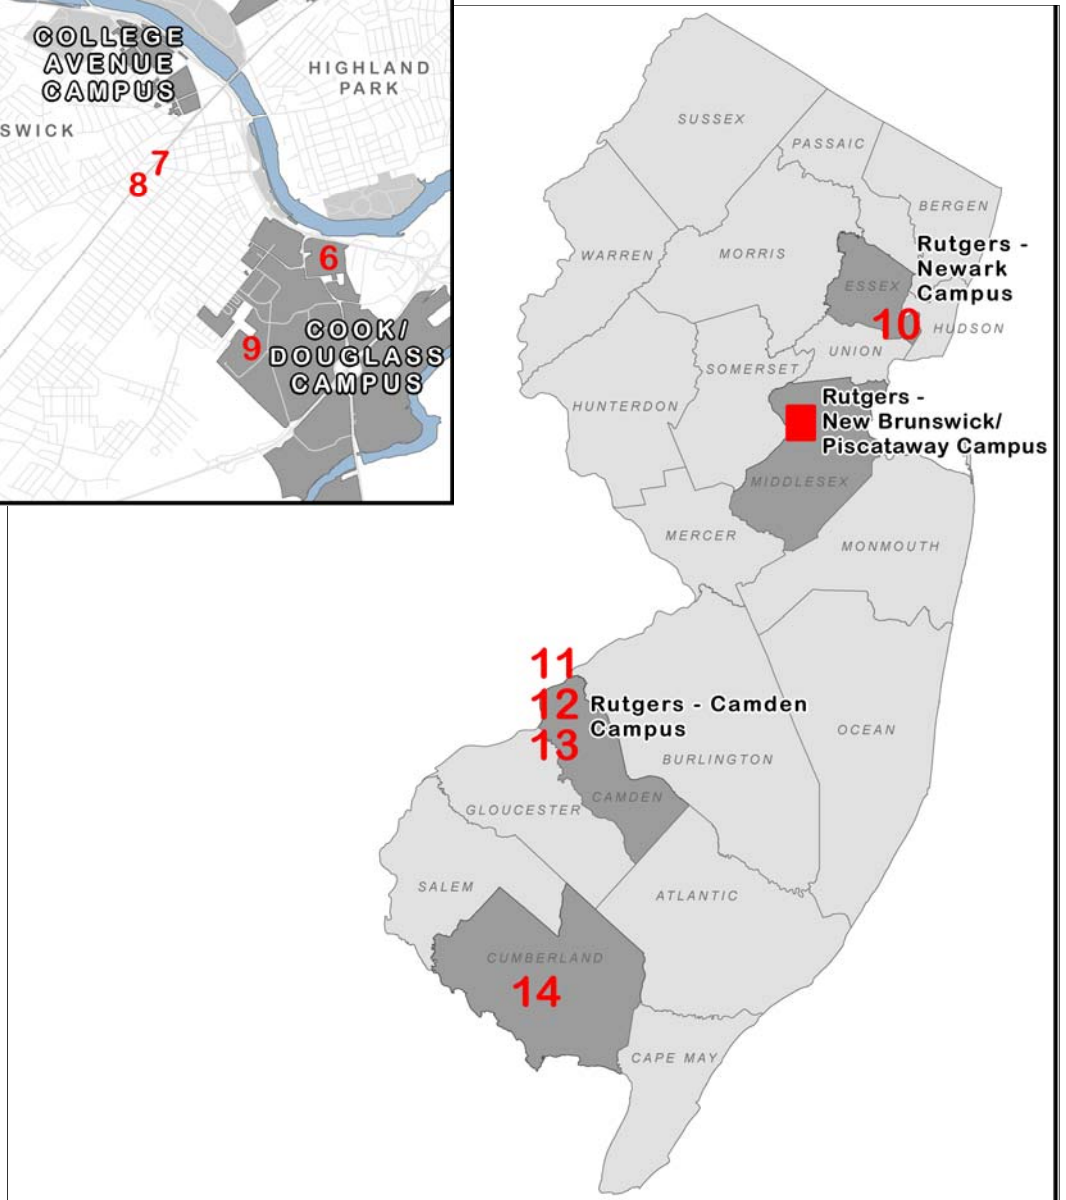 COLLEGE
AVENUE
CAMPUS
HIGHLAND
PARK
SWICK
7
8
6
9
COOK/
DOUGLASS
CAMPUS
SUSSEX
PASSAIC
BERGEN
WARREN
MORRIS
Rutgers -
Newark
Campus
ESSEX
10
HUDSON
UNION
SOMERSET
HUNTERDON
Rutgers -
New Brunswick/
Piscataway Campus
MIDDLESEX
MERCER
MONMOUTH
11
12
13
Rutgers - Camden
Campus
OCEAN
BURLINGTON
CAMDEN
GLOUCESTER
SALEM
ATLANTIC
CUMBERLAND
14
CAPE MAY